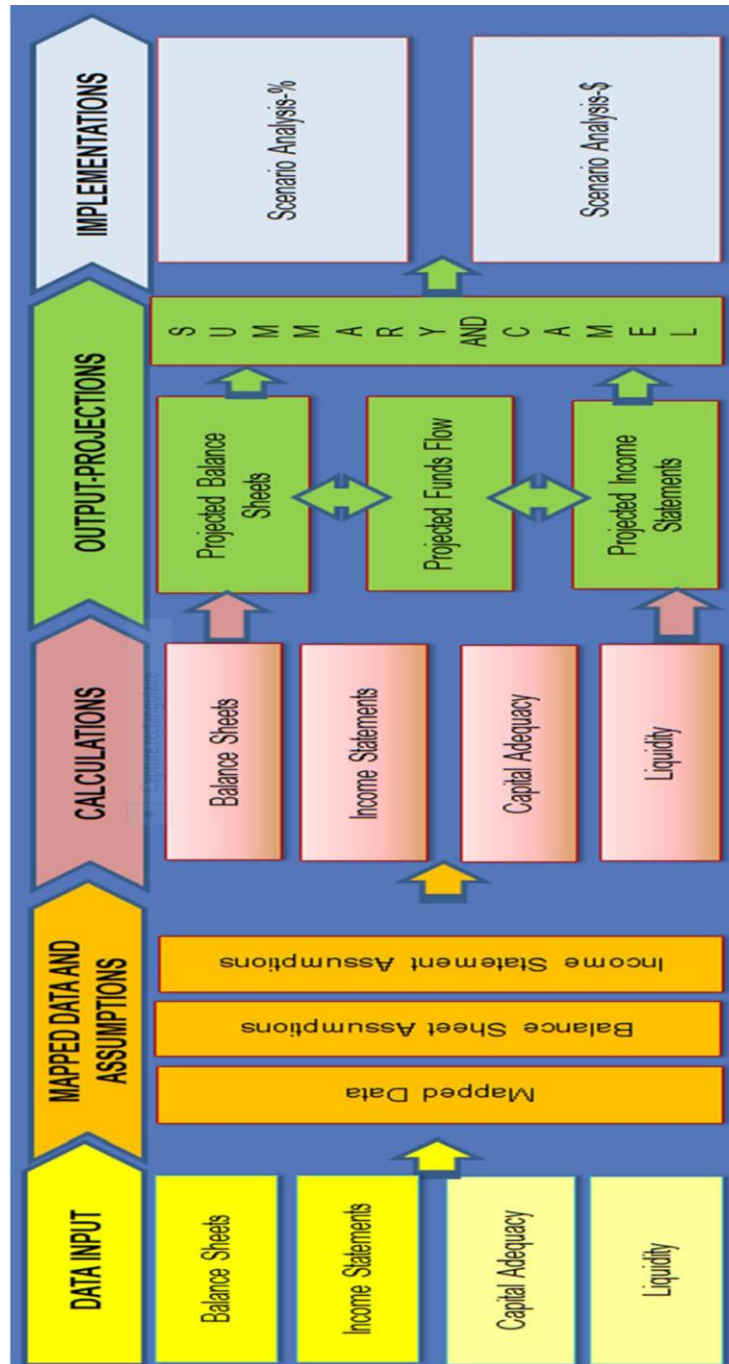 DATA INPUT
Balance Sheets
Income Statements
Capital Adequacy
Liquidity
MAPPED DATA AND
ASSUMPTIONS
Mapped Data
Balance Sheet Assumptions
Income Statement Assumptions
CALCULATIONS
Balance Sheets
Income Statements
Capital Adequacy
Liquidity
OUTPUT-PROJECTIONS
Projected Balance
Sheets
Projected Funds Flow
Projected Income
Statements
S
U
M
M
A
R
Y
AND
C
A
M
E
L
IMPLEMENTATIONS
Scenario Analysis-%
Scenario Analysis-$
Capture rectangulaire